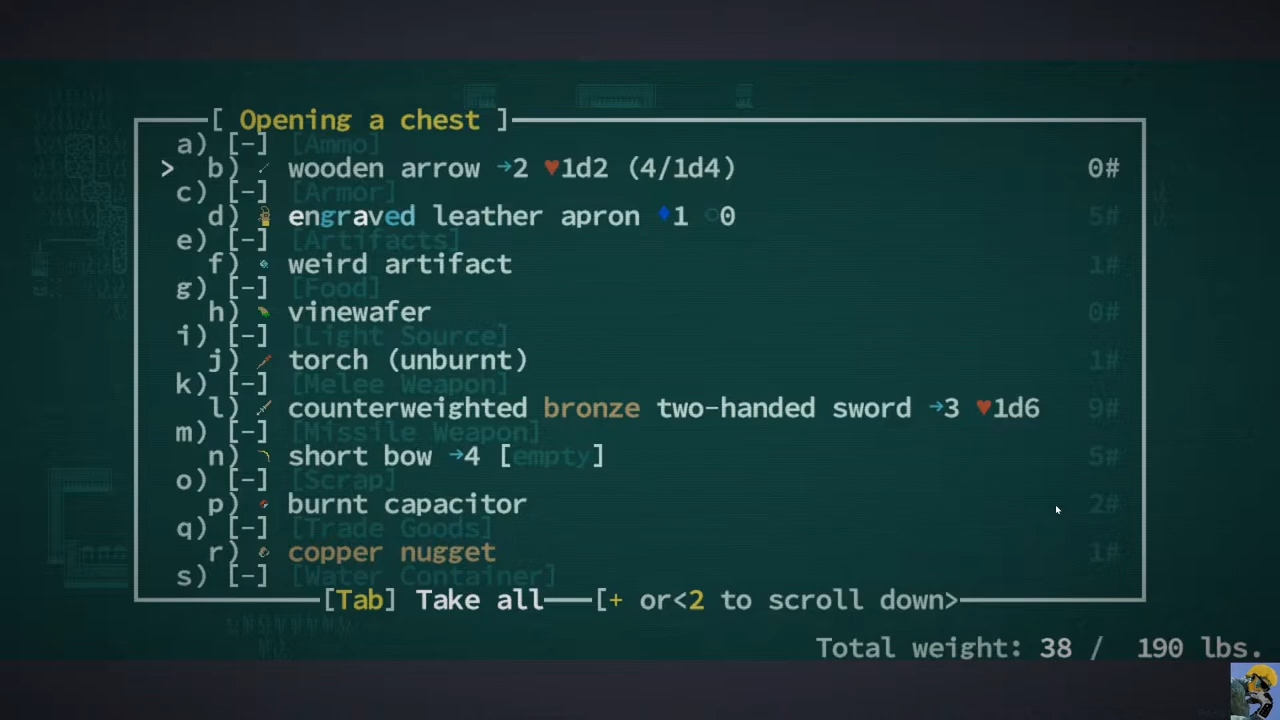 [ Opening a chest ]
a) [-] [Ammo]
> b) wooden arrow →2 ♥1d2 (4/1d4) 0#
c) [-] [Armor]
d) engraved leather apron ♦1 ○0 5#
e) [-] [Artifacts]
f) weird artifact 1#
g) [-] [Food]
h) vinewafer 0#
i) [-] [Light Source]
j) torch (unburnt) 1#
k) [-] [Melee Weapon]
l) counterweighted bronze two-handed sword →3 ♥1d6 9#
m) [-] [Missile Weapon]
n) short bow →4 [empty] 5#
o) [-] [Scrap]
p) burnt capacitor 2#
q) [-] [Trade Goods]
r) copper nugget 1#
s) [-] [Water Container]
[Tab] Take all [+ or<2 to scroll down>
Total weight: 38 / 190 lbs.